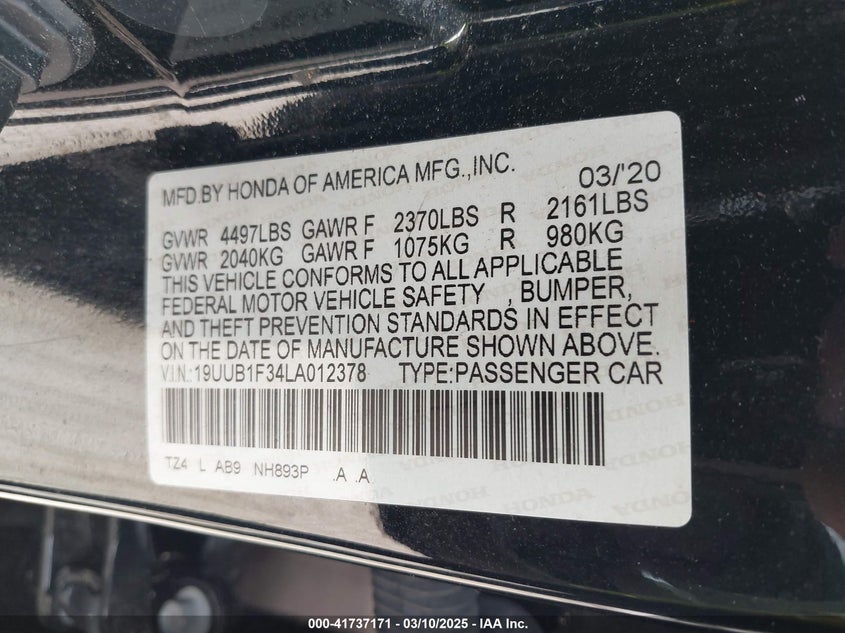 MFD.BY HONDA OF AMERICA MFG.,INC. 03/'20
GVWR 4497LBS GAWR F 2370LBS R 2161LBS
GVWR 2040KG GAWR F 1075KG R 980KG
THIS VEHICLE CONFORMS TO ALL APPLICABLE
FEDERAL MOTOR VEHICLE SAFETY , BUMPER,
AND THEFT PREVENTION STANDARDS IN EFFECT
ON THE DATE OF MANUFACTURE SHOWN ABOVE.
V.I.N.:19UUB1F34LA012378 TYPE:PASSENGER CAR
TZ4 L AB9 NH893P .A .A
HONDA HONDA HONDA
000-41737171 — 03/10/2025 — IAA Inc.